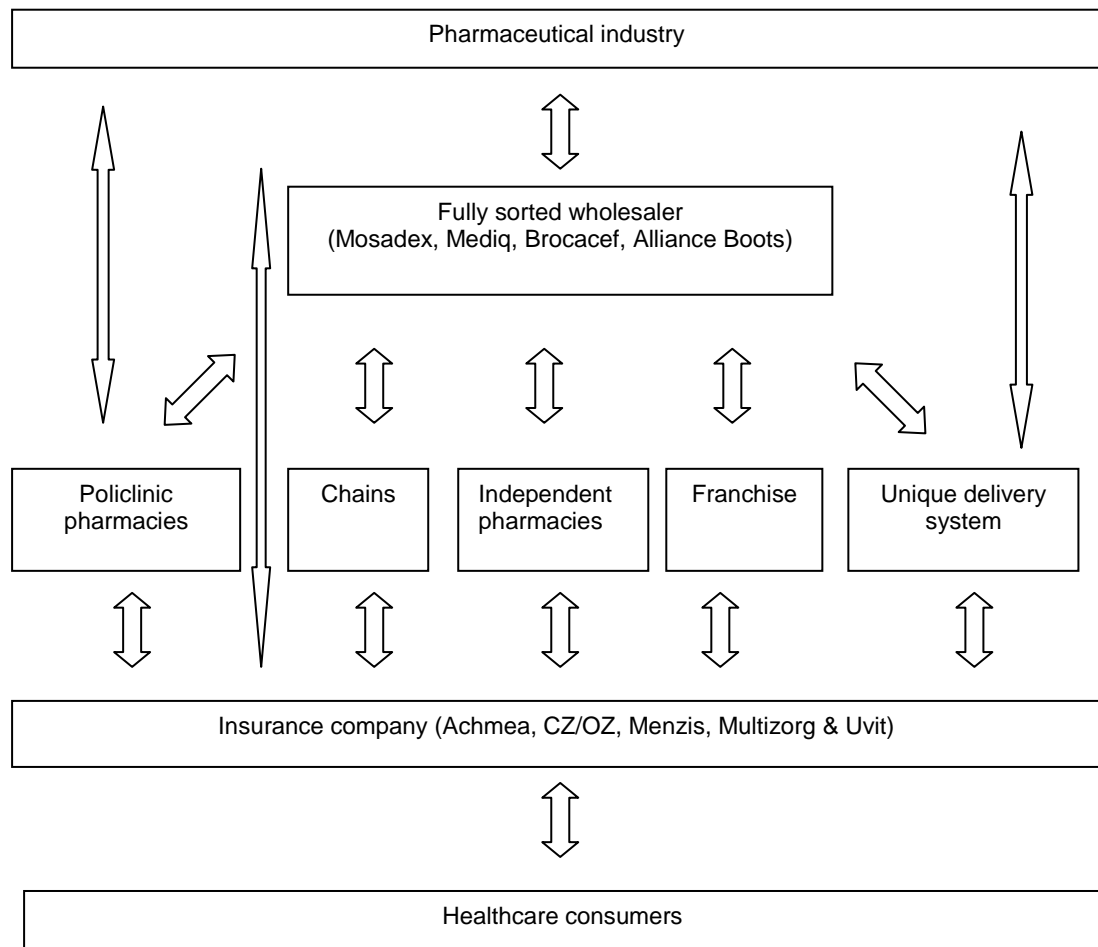 Pharmaceutical industry
Fully sorted wholesaler
(Mosadex, Mediq, Brocacef, Alliance Boots)
Policlinic
pharmacies
Chains
Independent
pharmacies
Franchise
Unique delivery
system
Insurance company (Achmea, CZ/OZ, Menzis, Multizorg & Uvit)
Healthcare consumers